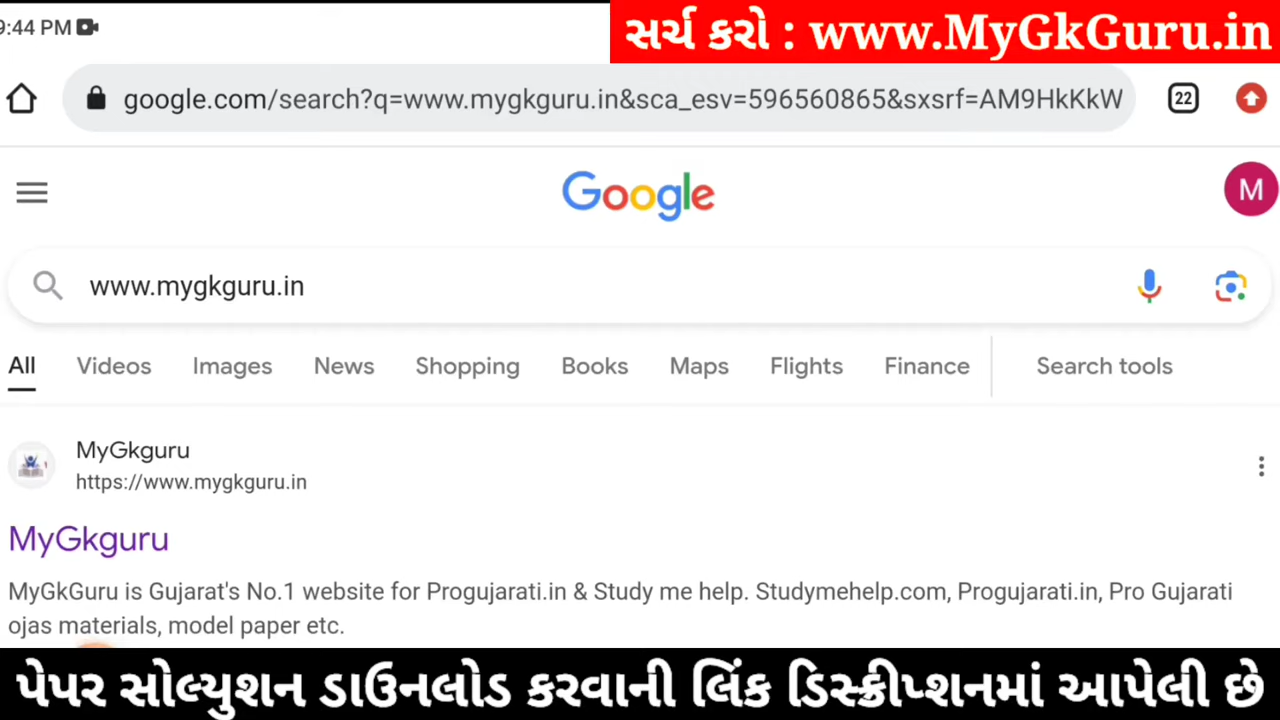 9:44 PM
સર્ચ કરો : www.MyGkGuru.in
google.com/search?q=www.mygkguru.in&sca_esv=596560865&sxsrf=AM9HkKkW
22
Google
M
www.mygkguru.in
All Videos Images News Shopping Books Maps Flights Finance Search tools
MyGkguru
https://www.mygkguru.in
MyGkguru
MyGkGuru is Gujarat's No.1 website for Progujarati.in & Study me help. Studymehelp.com, Progujarati.in, Pro Gujarati
ojas materials, model paper etc.
પેપર સોલ્યુશન ડાઉનલોડ કરવાની લિંક ડિસ્ક્રીપ્શનમાં આપેલી છે